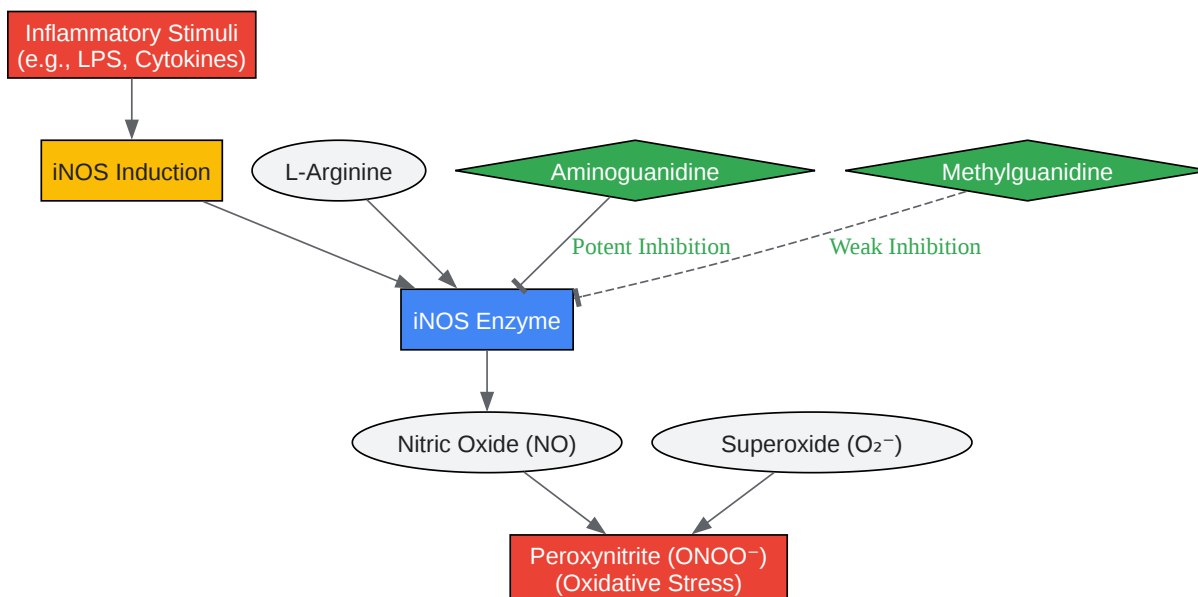 Inflammatory Stimuli
(e.g., LPS, Cytokines)
iNOS Induction
L-Arginine
Aminoguanidine
Methylguanidine
Potent Inhibition
Weak Inhibition
iNOS Enzyme
Nitric Oxide (NO)
Superoxide (O₂⁻)
Peroxynitrite (ONOO⁻)
(Oxidative Stress)